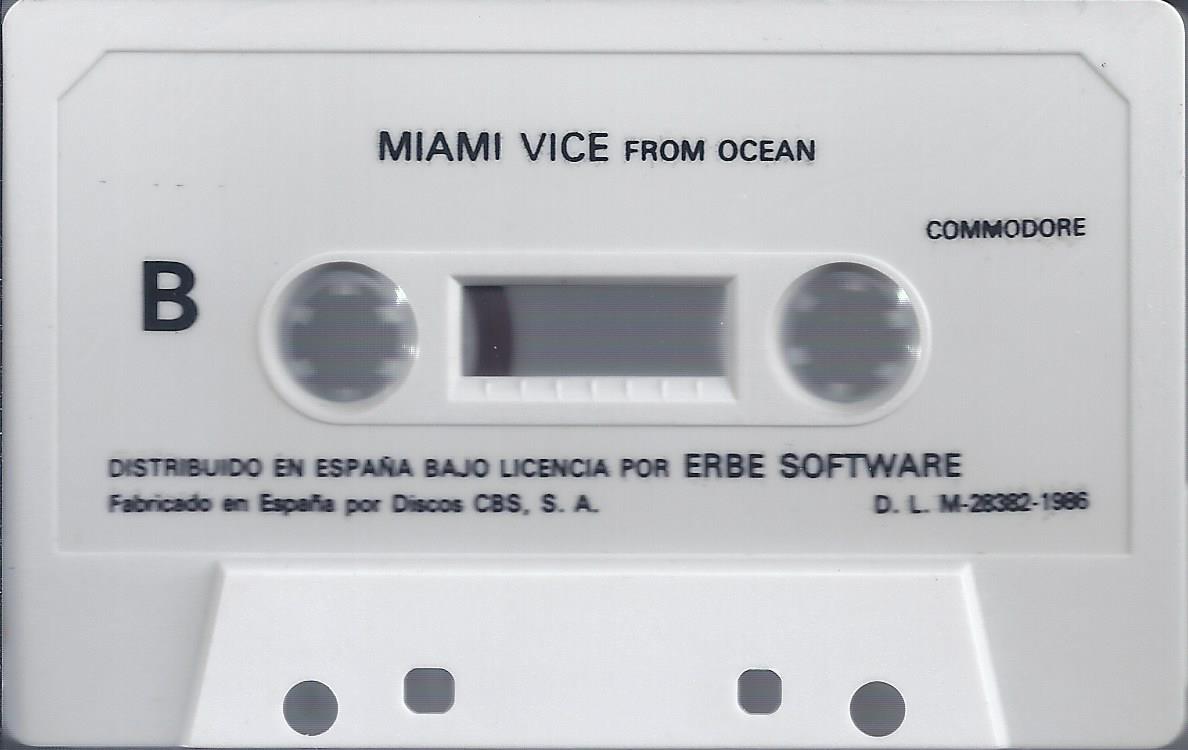 MIAMI VICE FROM OCEAN
COMMODORE
B
DISTRIBUIDO EN ESPAÑA BAJO LICENCIA POR ERBE SOFTWARE
Fabricado en España por Discos CBS, S. A. D. L. M-28382-1986